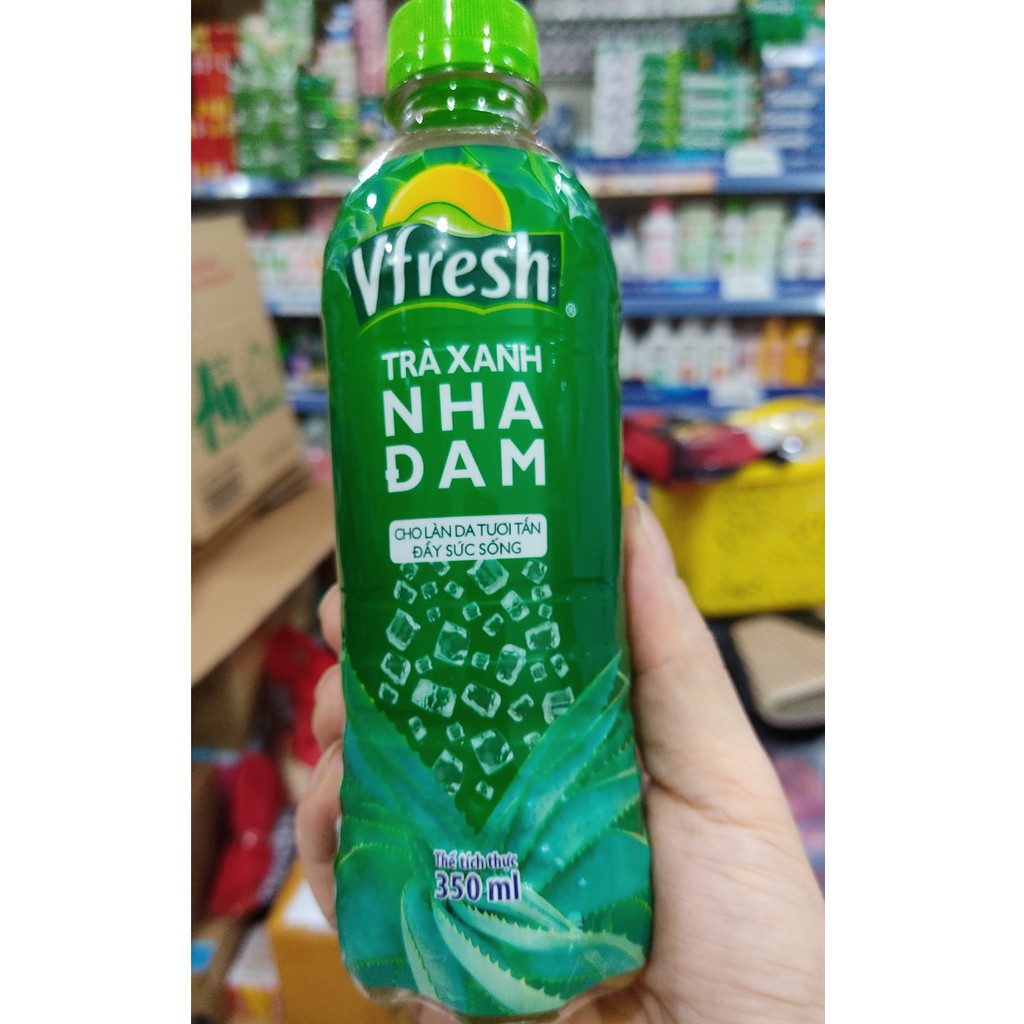 Vfresh
®
TRÀ XANH
NHA
ĐAM
CHO LÀN DA TƯƠI TẮN
ĐẦY SỨC SỐNG
Thể tích thực
350 ml